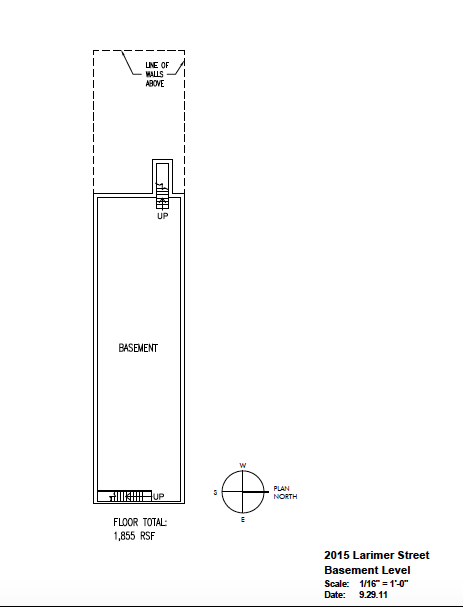 LINE OF
WALLS
ABOVE
UP
BASEMENT
UP
FLOOR TOTAL:
1,855 RSF
W
S
PLAN
NORTH
E
2015 Larimer Street
Basement Level
Scale: 1/16" = 1'-0"
Date: 9.29.11